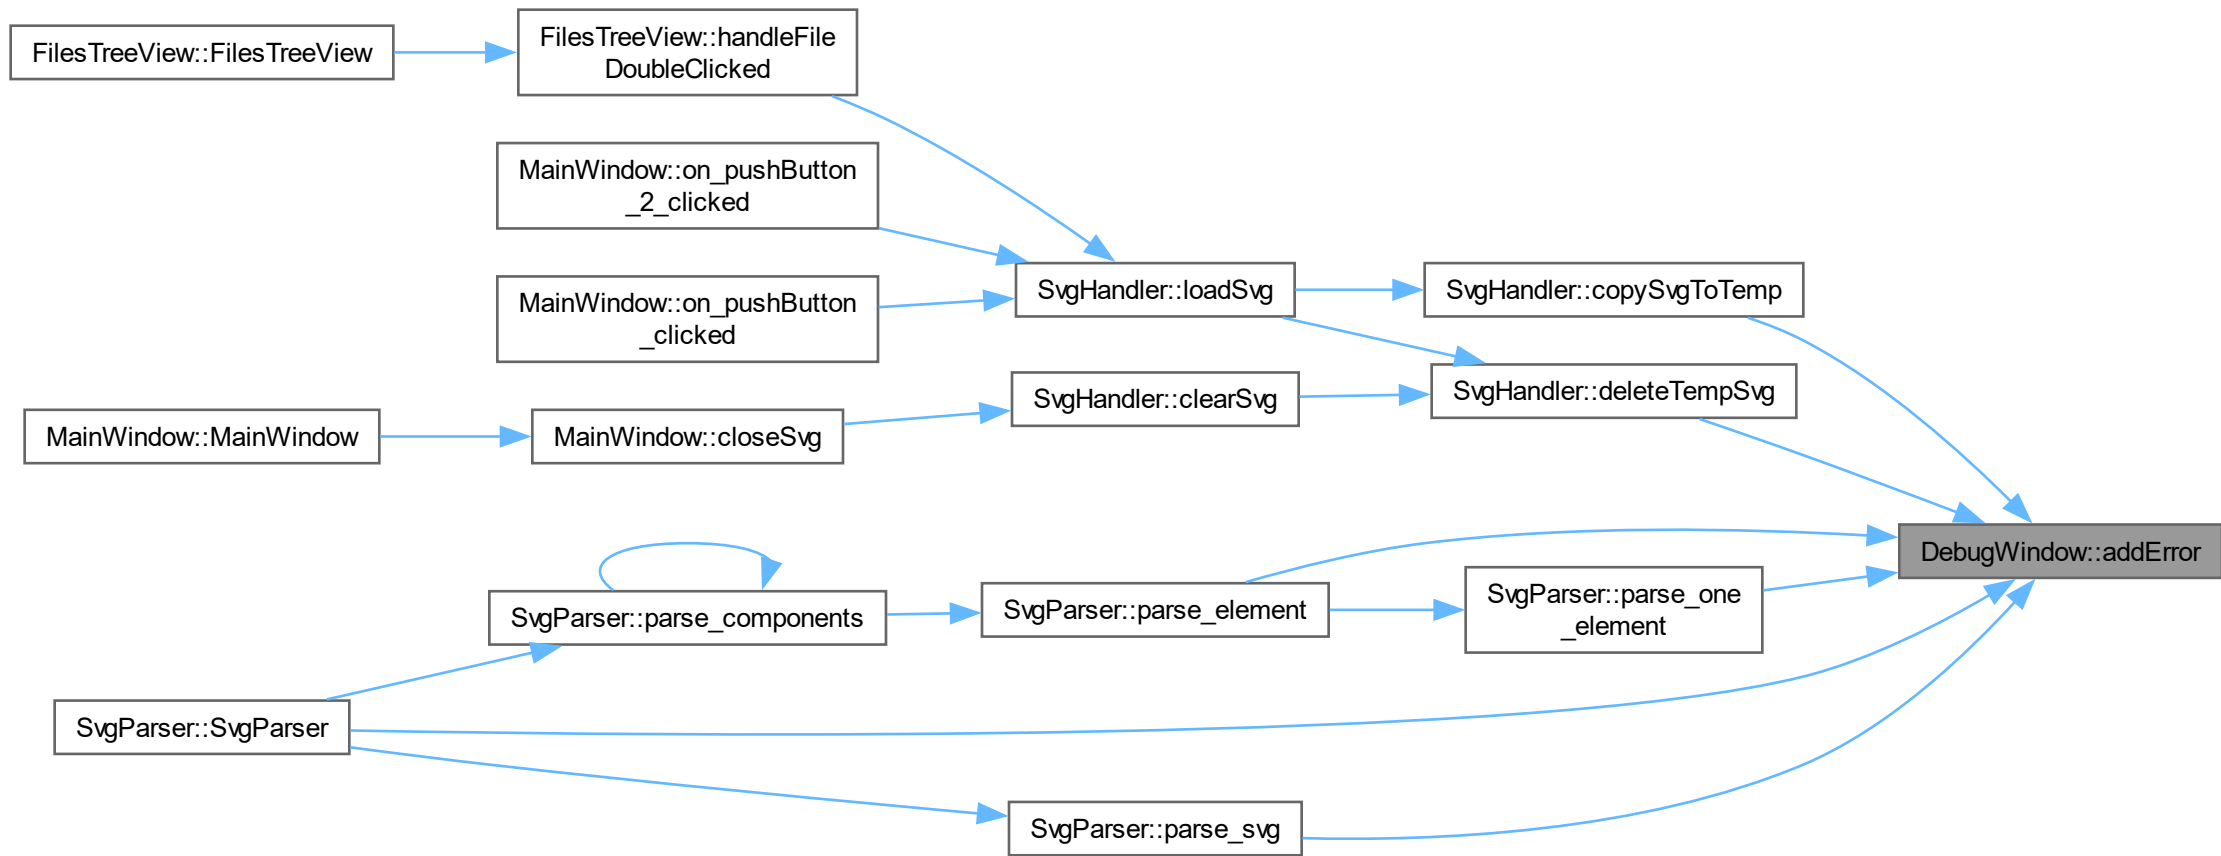 FilesTreeView::FilesTreeView
FilesTreeView::handleFile
DoubleClicked
MainWindow::on_pushButton
_2_clicked
MainWindow::on_pushButton
_clicked
SvgHandler::loadSvg
SvgHandler::copySvgToTemp
SvgHandler::clearSvg
SvgHandler::deleteTempSvg
MainWindow::MainWindow
MainWindow::closeSvg
DebugWindow::addError
SvgParser::parse_components
SvgParser::parse_element
SvgParser::parse_one
_element
SvgParser::SvgParser
SvgParser::parse_svg